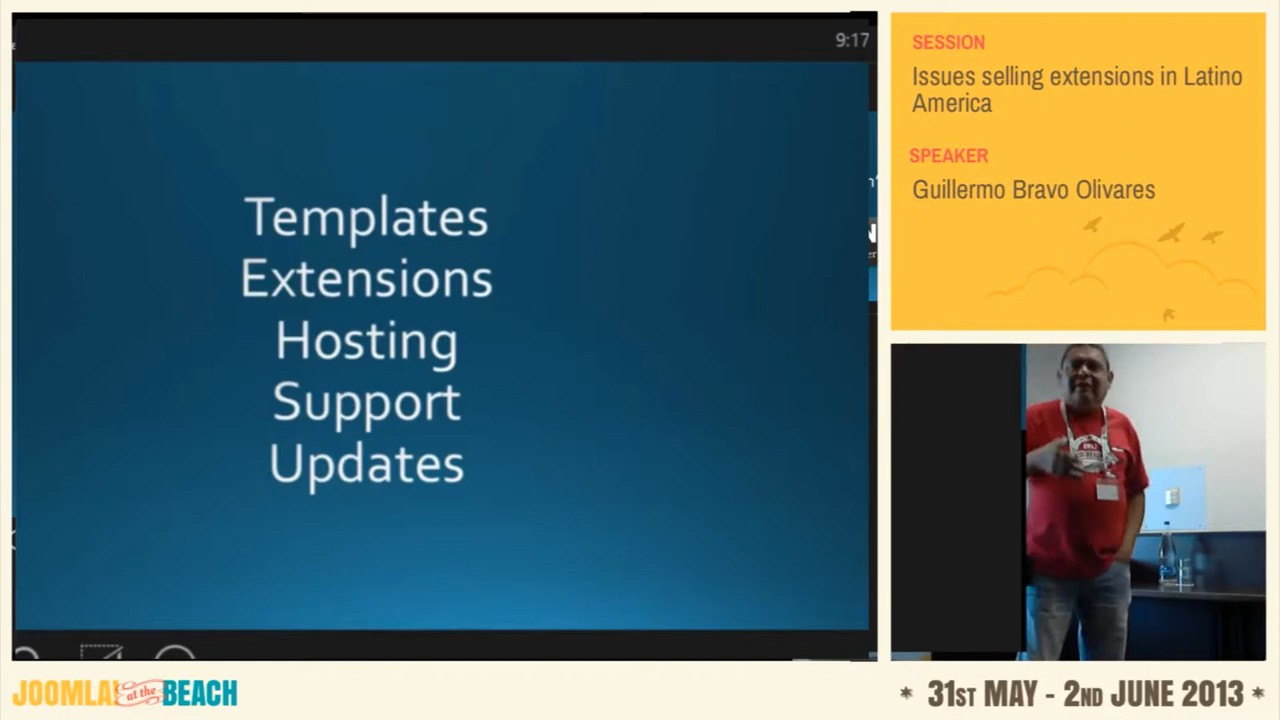 9:17
Templates
Extensions
Hosting
Support
Updates
SESSION
Issues selling extensions in Latino
America
SPEAKER
Guillermo Bravo Olivares
JOOMLA! at the BEACH
* 31ST MAY - 2ND JUNE 2013 *